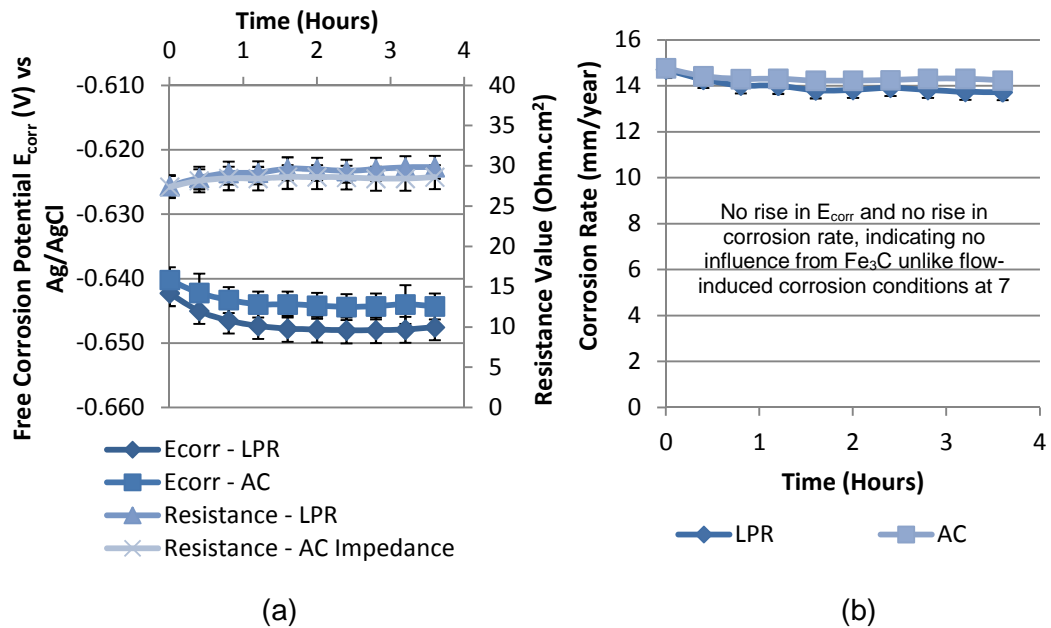 Time (Hours)
0 1 2 3 4
-0.610
-0.620
-0.630
-0.640
-0.650
-0.660
Free Corrosion Potential Ecorr (V) vs
Ag/AgCl
40
35
30
25
20
15
10
5
0
Resistance Value (Ohm.cm²)
Ecorr - LPR
Ecorr - AC
Resistance - LPR
Resistance - AC Impedance
(a)
16
14
12
10
8
6
4
2
0
Corrosion Rate (mm/year)
No rise in Ecorr and no rise in
corrosion rate, indicating no
influence from Fe₃C unlike flow-
induced corrosion conditions at 7
0 1 2 3 4
Time (Hours)
LPR AC
(b)